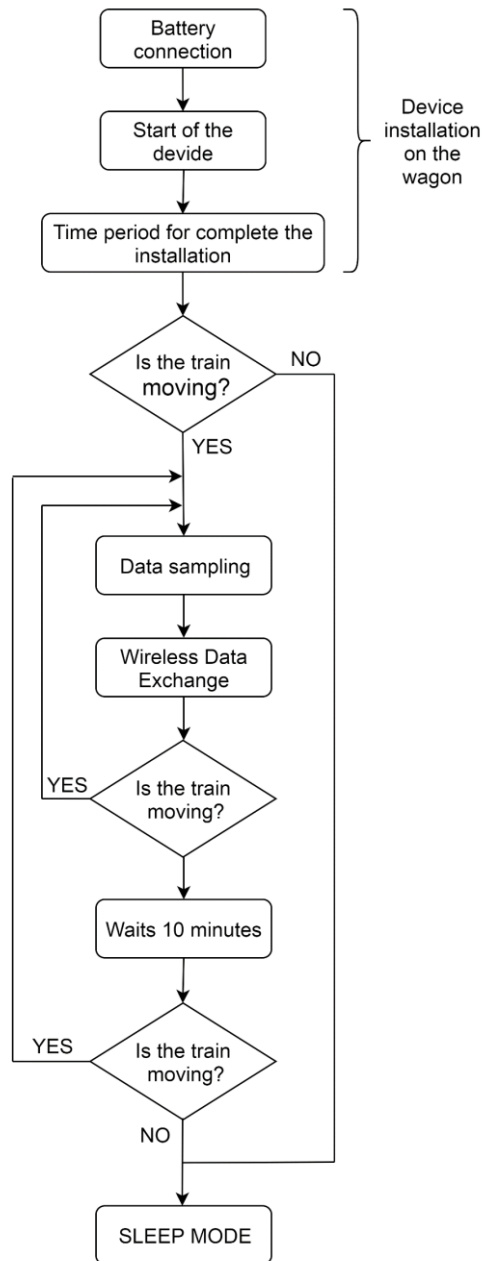 Battery
connection
Device
installation
on the
wagon
Start of the
devide
Time period for complete the
installation
Is the train
moving?
NO
YES
Data sampling
Wireless Data
Exchange
YES
Is the train
moving?
Waits 10 minutes
YES
Is the train
moving?
NO
SLEEP MODE